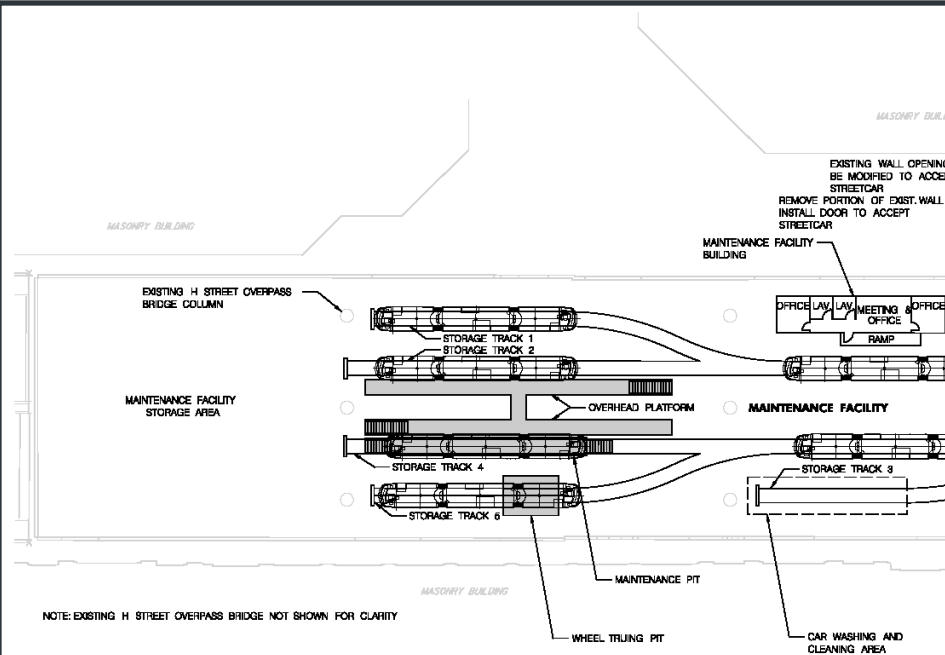 MASONRY BUIL
EXISTING WALL OPENING
BE MODIFIED TO ACCE
STREETCAR
REMOVE PORTION OF EXIST. WALL
INSTALL DOOR TO ACCEPT
STREETCAR
MASONRY BUILDING
MAINTENANCE FACILITY
BUILDING
EXISTING H STREET OVERPASS
BRIDGE COLUMN
OFFICE
LAV.
LAV.
MEETING &
OFFICE
OFFICE
RAMP
STORAGE TRACK 1
STORAGE TRACK 2
MAINTENANCE FACILITY
STORAGE AREA
OVERHEAD PLATFORM
MAINTENANCE FACILITY
STORAGE TRACK 4
STORAGE TRACK 3
STORAGE TRACK 5
MAINTENANCE PIT
MASONRY BUILDING
NOTE: EXISTING H STREET OVERPASS BRIDGE NOT SHOWN FOR CLARITY
WHEEL TRUING PIT
CAR WASHING AND
CLEANING AREA